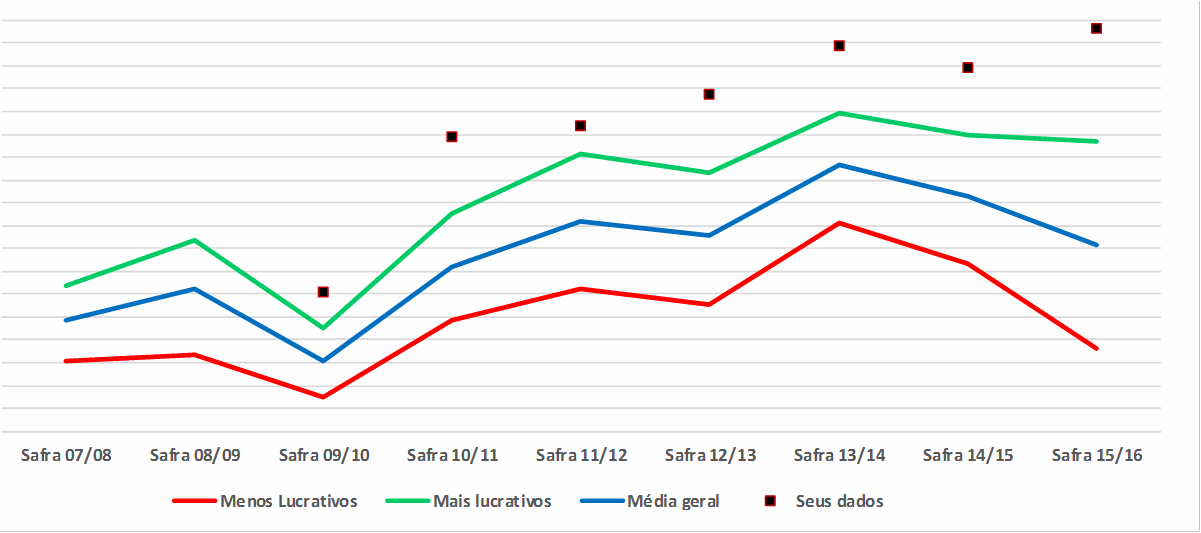 Safra 07/08 Safra 08/09 Safra 09/10 Safra 10/11 Safra 11/12 Safra 12/13 Safra 13/14 Safra 14/15 Safra 15/16
Menos Lucrativos Mais lucrativos Média geral Seus dados